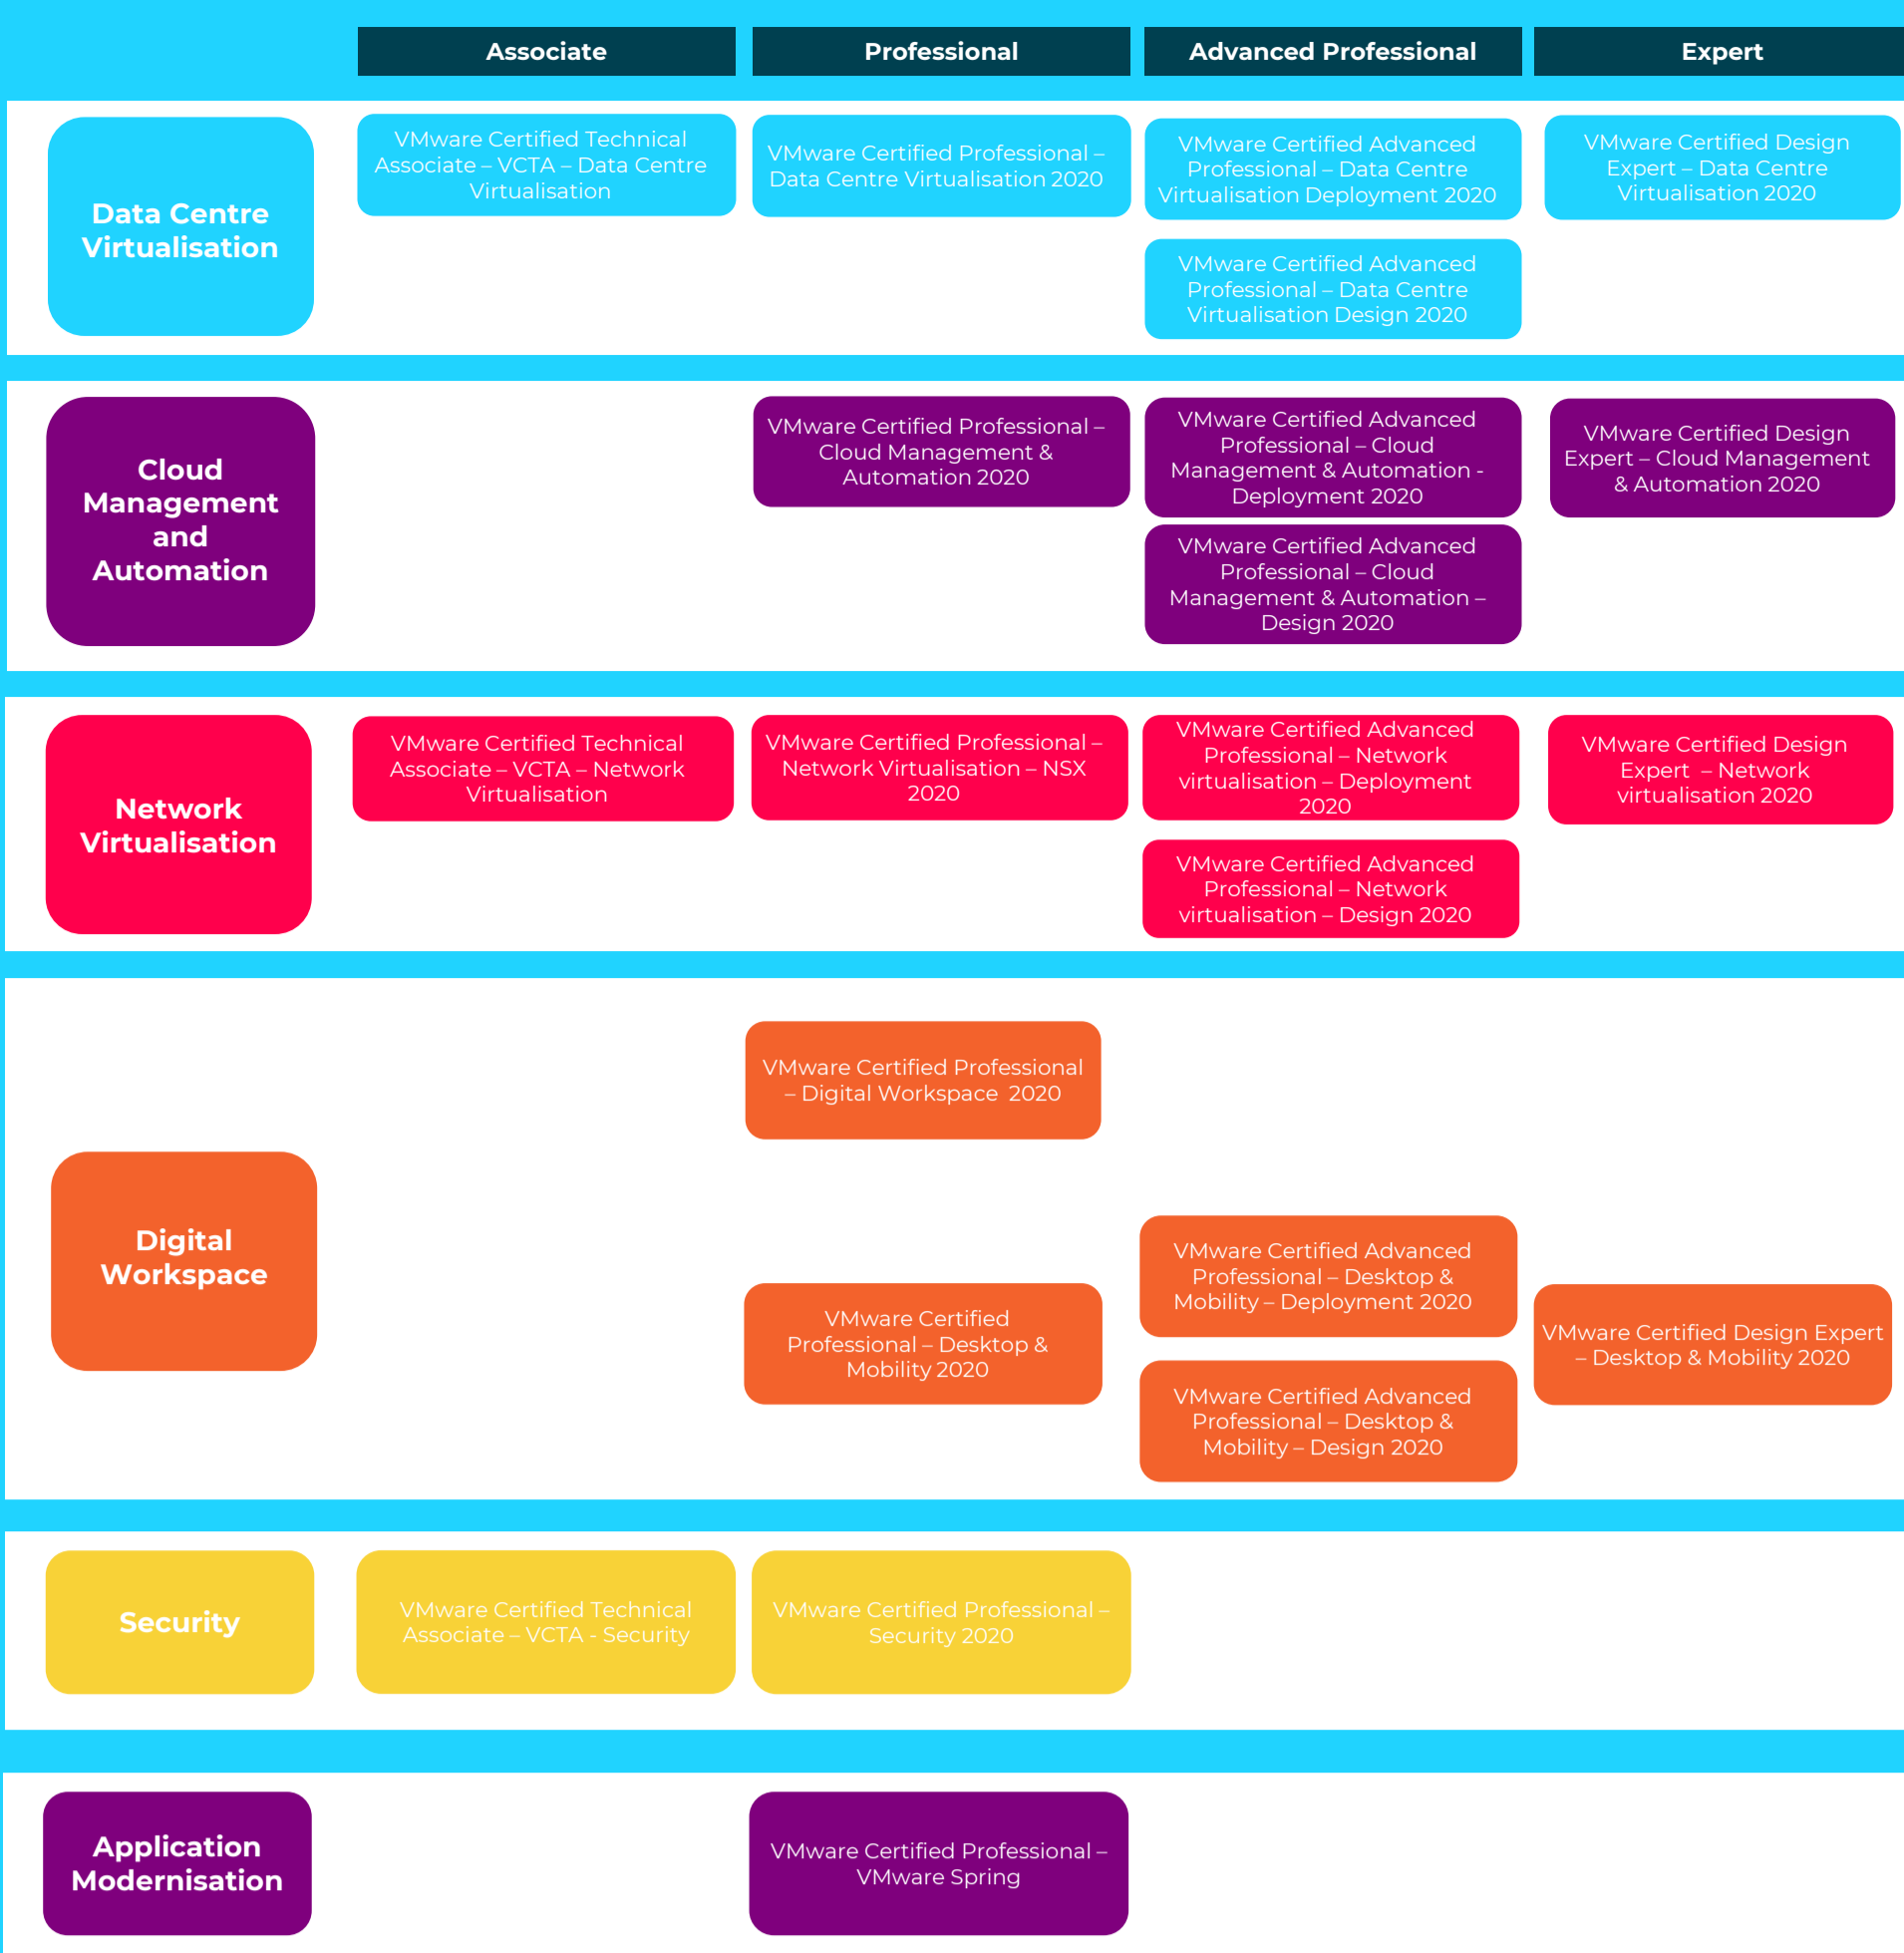 Associate
Professional
Advanced Professional
Expert
Data Centre
Virtualisation
VMware Certified Technical
Associate – VCTA – Data Centre
Virtualisation
VMware Certified Professional –
Data Centre Virtualisation 2020
VMware Certified Advanced
Professional – Data Centre
Virtualisation Deployment 2020
VMware Certified Advanced
Professional – Data Centre
Virtualisation Design 2020
VMware Certified Design
Expert – Data Centre
Virtualisation 2020
Cloud
Management
and
Automation
VMware Certified Professional –
Cloud Management &
Automation 2020
VMware Certified Advanced
Professional – Cloud
Management & Automation -
Deployment 2020
VMware Certified Advanced
Professional – Cloud
Management & Automation –
Design 2020
VMware Certified Design
Expert – Cloud Management
& Automation 2020
Network
Virtualisation
VMware Certified Technical
Associate – VCTA – Network
Virtualisation
VMware Certified Professional –
Network Virtualisation – NSX
2020
VMware Certified Advanced
Professional – Network
virtualisation – Deployment
2020
VMware Certified Advanced
Professional – Network
virtualisation – Design 2020
VMware Certified Design
Expert  – Network
virtualisation 2020
Digital
Workspace
VMware Certified Professional
– Digital Workspace  2020
VMware Certified
Professional – Desktop &
Mobility 2020
VMware Certified Advanced
Professional – Desktop &
Mobility – Deployment 2020
VMware Certified Advanced
Professional – Desktop &
Mobility – Design 2020
VMware Certified Design Expert
– Desktop & Mobility 2020
Security
VMware Certified Technical
Associate – VCTA - Security
VMware Certified Professional –
Security 2020
Application
Modernisation
VMware Certified Professional –
VMware Spring